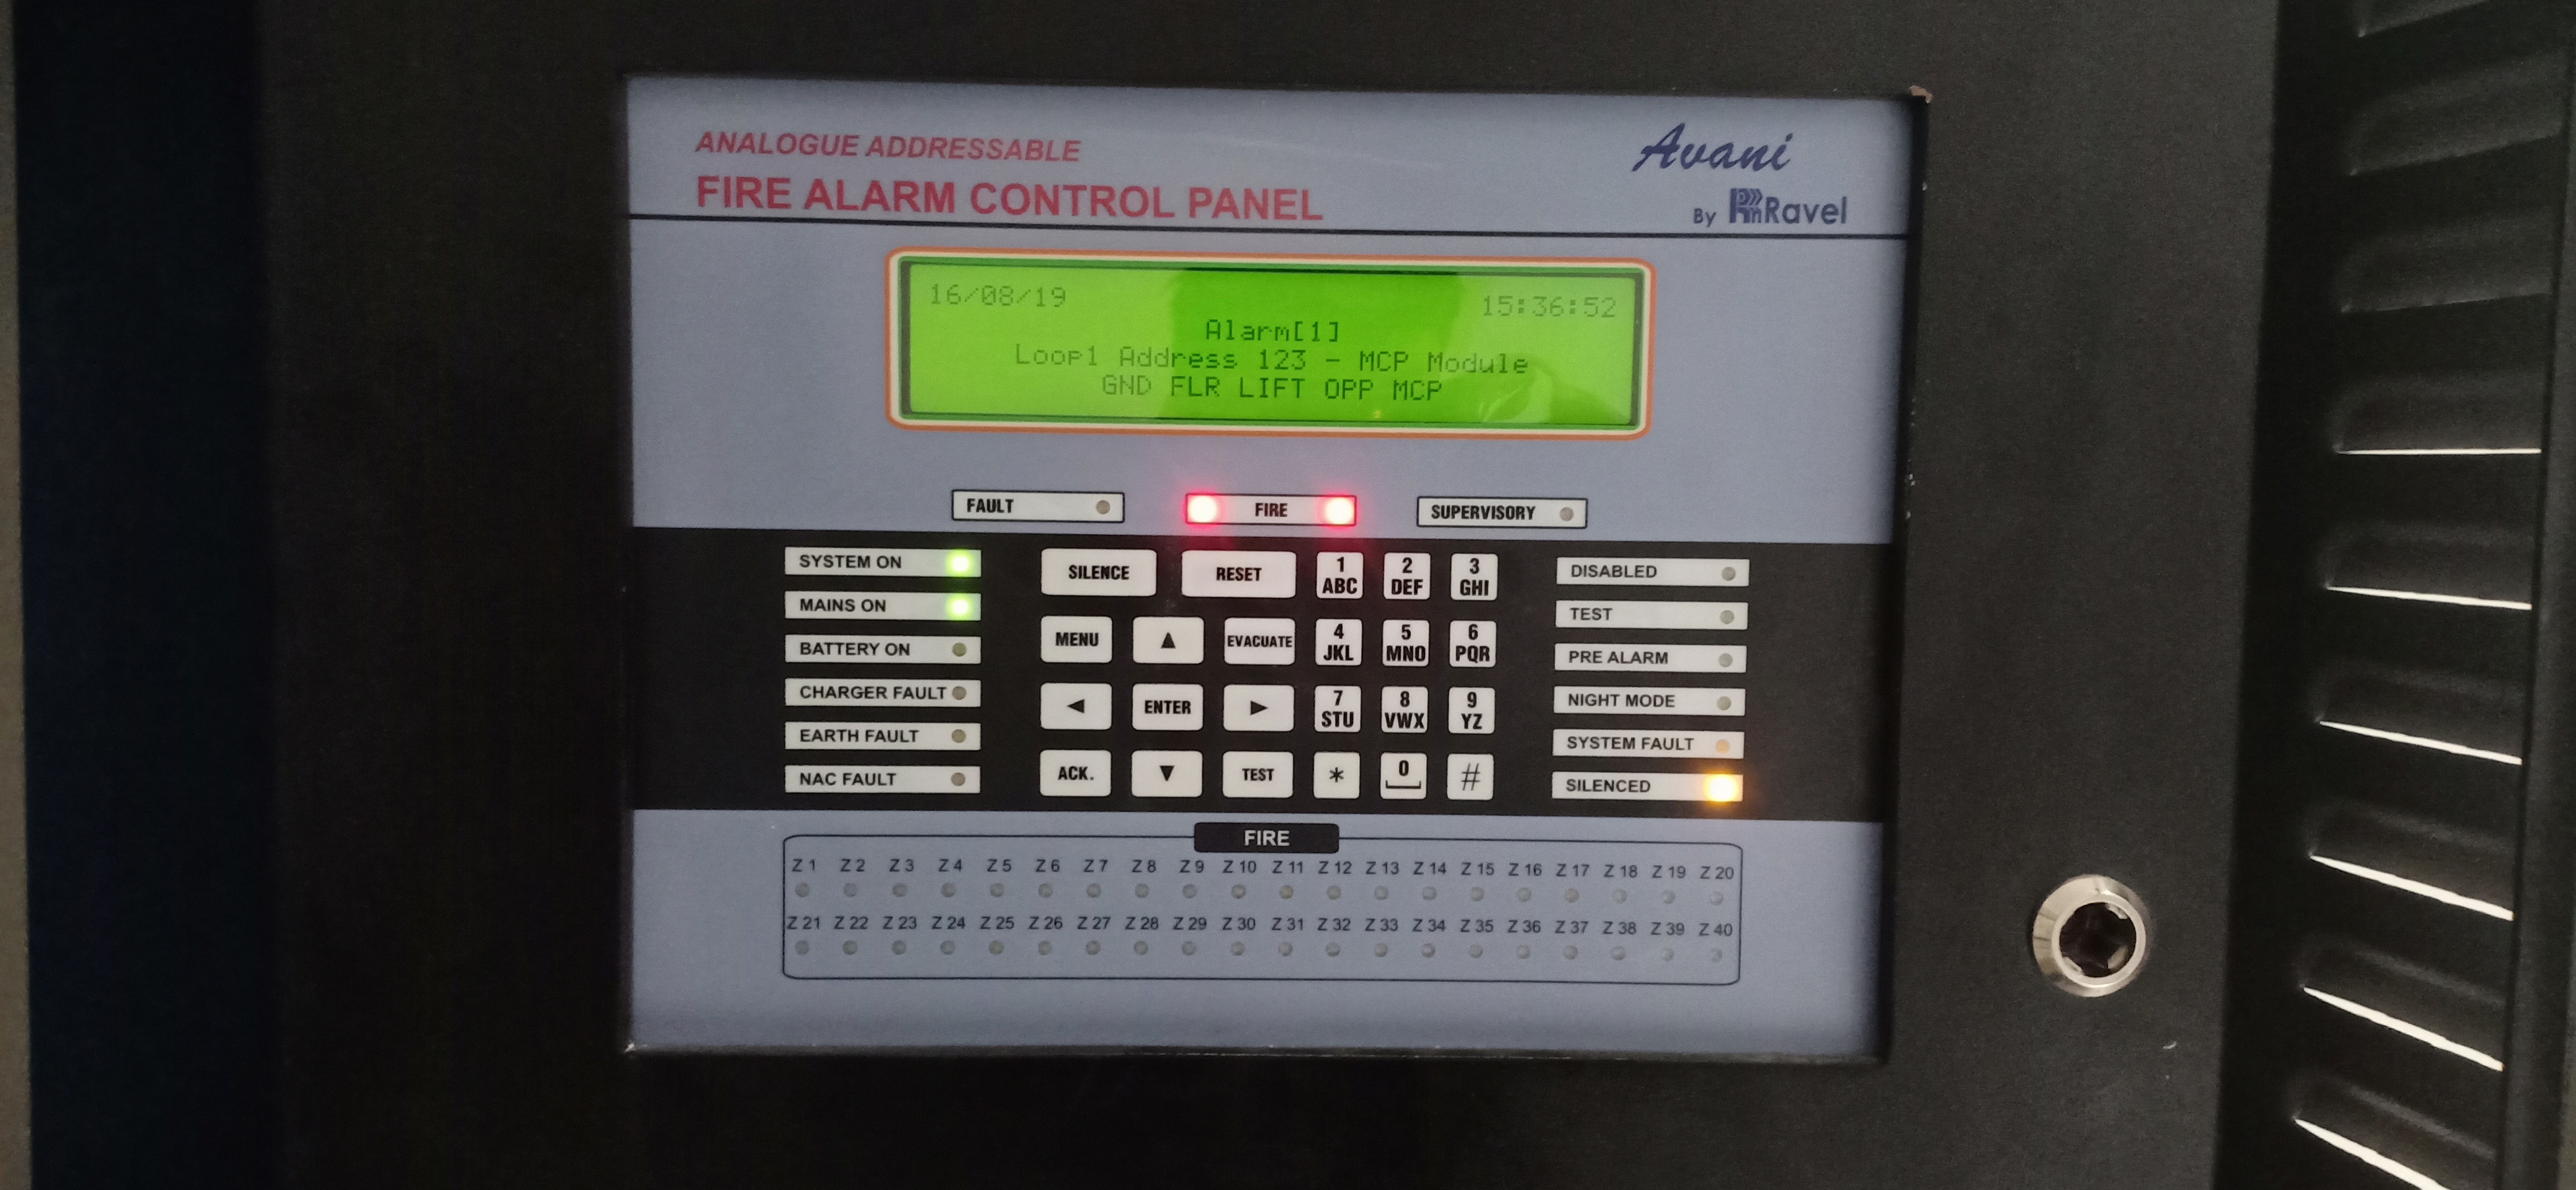 ANALOGUE ADDRESSABLE
FIRE ALARM CONTROL PANEL
Avani
By Ravel
16/08/19 15:36:52
Alarm[1]
Loop1 Address 123 - MCP Module
GND FLR LIFT OPP MCP
FAULT FIRE SUPERVISORY
SYSTEM ON
MAINS ON
BATTERY ON
CHARGER FAULT
EARTH FAULT
NAC FAULT
SILENCE RESET 1 ABC 2 DEF 3 GHI
MENU ▲ EVACUATE 4 JKL 5 MNO 6 PQR
◄ ENTER ► 7 STU 8 VWX 9 YZ
ACK. ▼ TEST * 0 #
DISABLED
TEST
PRE ALARM
NIGHT MODE
SYSTEM FAULT
SILENCED
FIRE
Z 1 Z 2 Z 3 Z 4 Z 5 Z 6 Z 7 Z 8 Z 9 Z 10 Z 11 Z 12 Z 13 Z 14 Z 15 Z 16 Z 17 Z 18 Z 19 Z 20
Z 21 Z 22 Z 23 Z 24 Z 25 Z 26 Z 27 Z 28 Z 29 Z 30 Z 31 Z 32 Z 33 Z 34 Z 35 Z 36 Z 37 Z 38 Z 39 Z 40